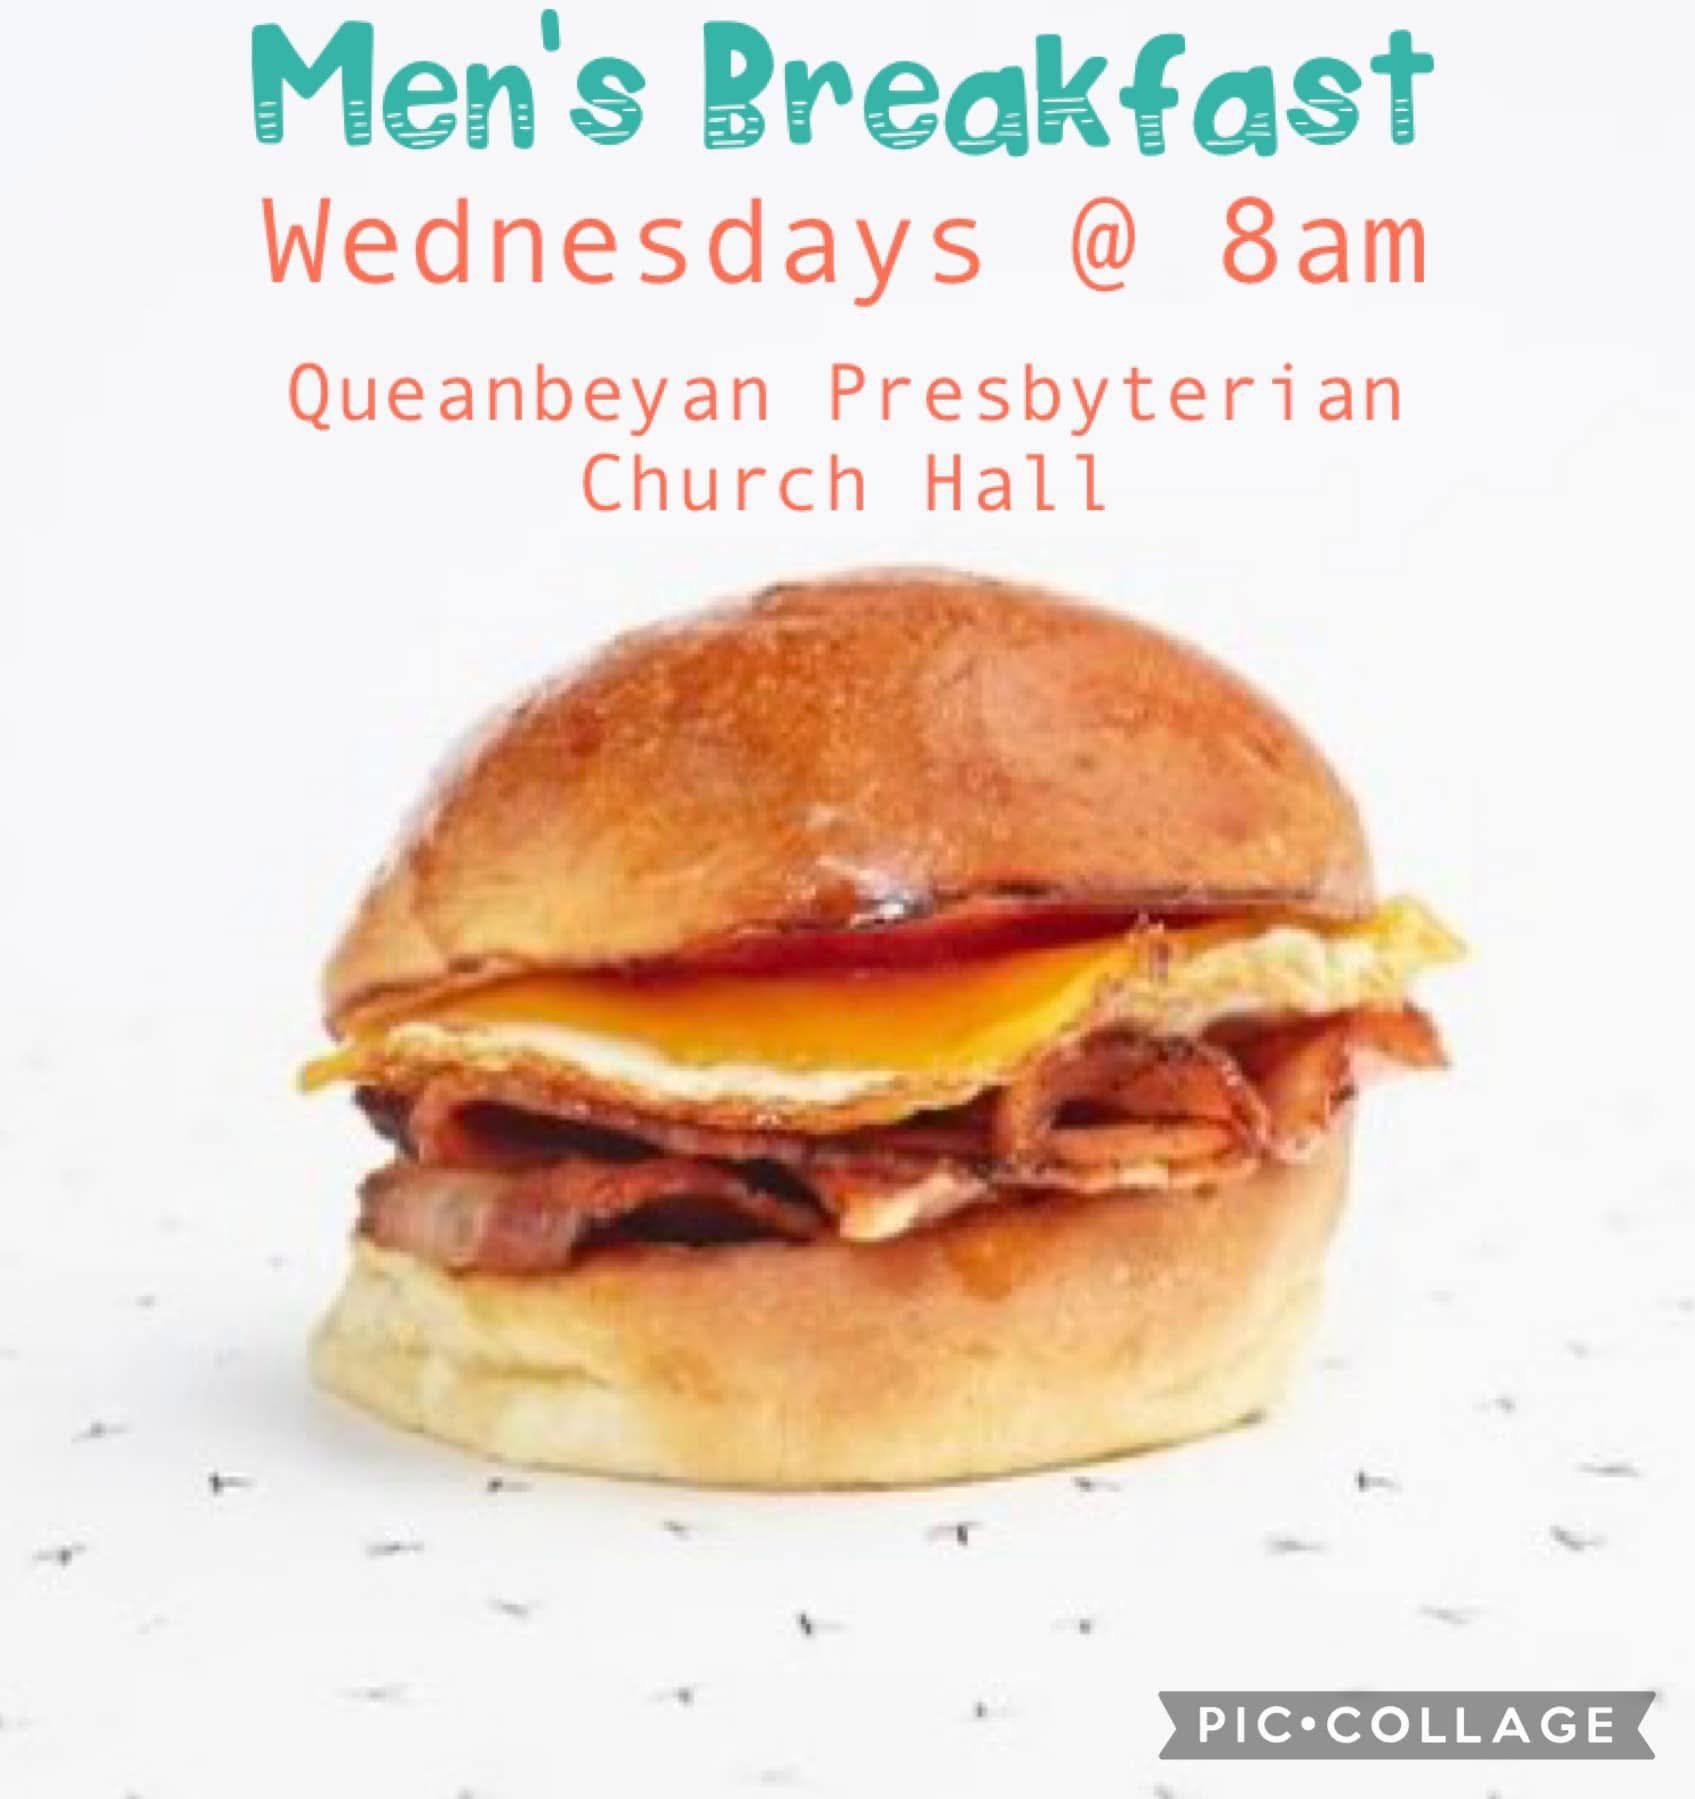 Men's Breakfast
Wednesdays @ 8am
Queanbeyan Presbyterian
Church Hall
PIC•COLLAGE